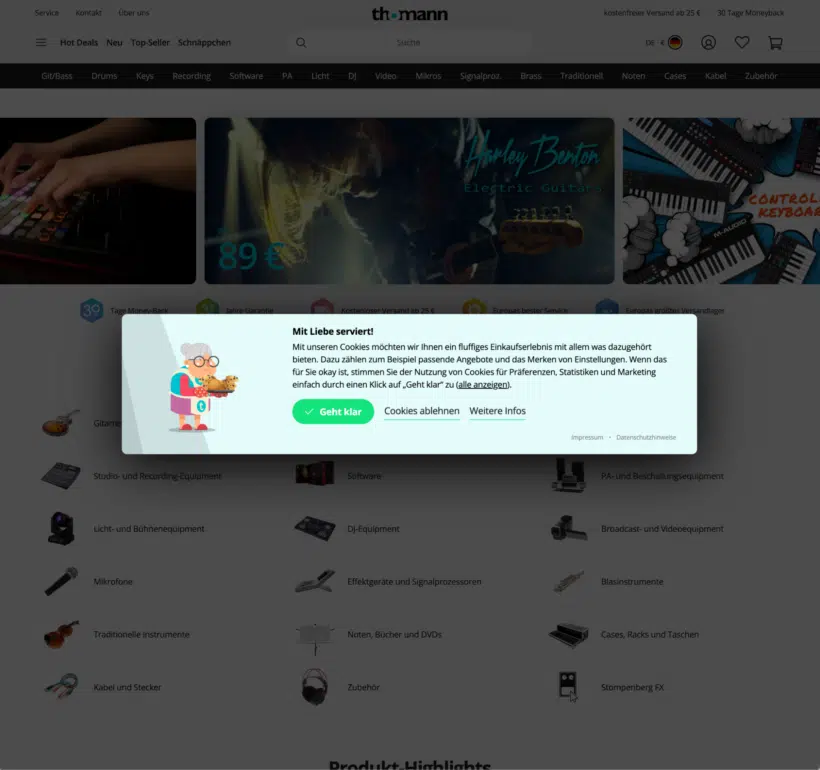 Service Kontakt Über uns
th•mann
kostenfreier Versand ab 25 € 30 Tage Moneyback
Hot Deals Neu Top-Seller Schnäppchen
Suche
DE €
Git/Bass Drums Keys Recording Software PA Licht DJ Video Mikros Signalproz. Brass Traditionell Noten Cases Kabel Zubehör
Harley Benton
Electric Guitars
89 €
M-AUDIO
CONTROL
KEYBOAR
30 Tage Money-Back Jahre Garantie Kostenloser Versand ab 25 € Europas bester Service Europas größtes Versandlager
Mit Liebe serviert!
Mit unseren Cookies möchten wir Ihnen ein fluffiges Einkaufserlebnis mit allem was dazugehört
bieten. Dazu zählen zum Beispiel passende Angebote und das Merken von Einstellungen. Wenn das
für Sie okay ist, stimmen Sie der Nutzung von Cookies für Präferenzen, Statistiken und Marketing
einfach durch einen Klick auf „Geht klar“ zu (alle anzeigen).
Geht klar Cookies ablehnen Weitere Infos
Impressum • Datenschutzhinweise
Studio- und Recording-Equipment Software PA- und Beschallungsequipment
Licht- und Bühnenequipment DJ-Equipment Broadcast- und Videoequipment
Mikrofone Effektgeräte und Signalprozessoren Blasinstrumente
Traditionelle Instrumente Noten, Bücher und DVDs Cases, Racks und Taschen
Kabel und Stecker Zubehör Stompenberg FX
Produkt-Highlights